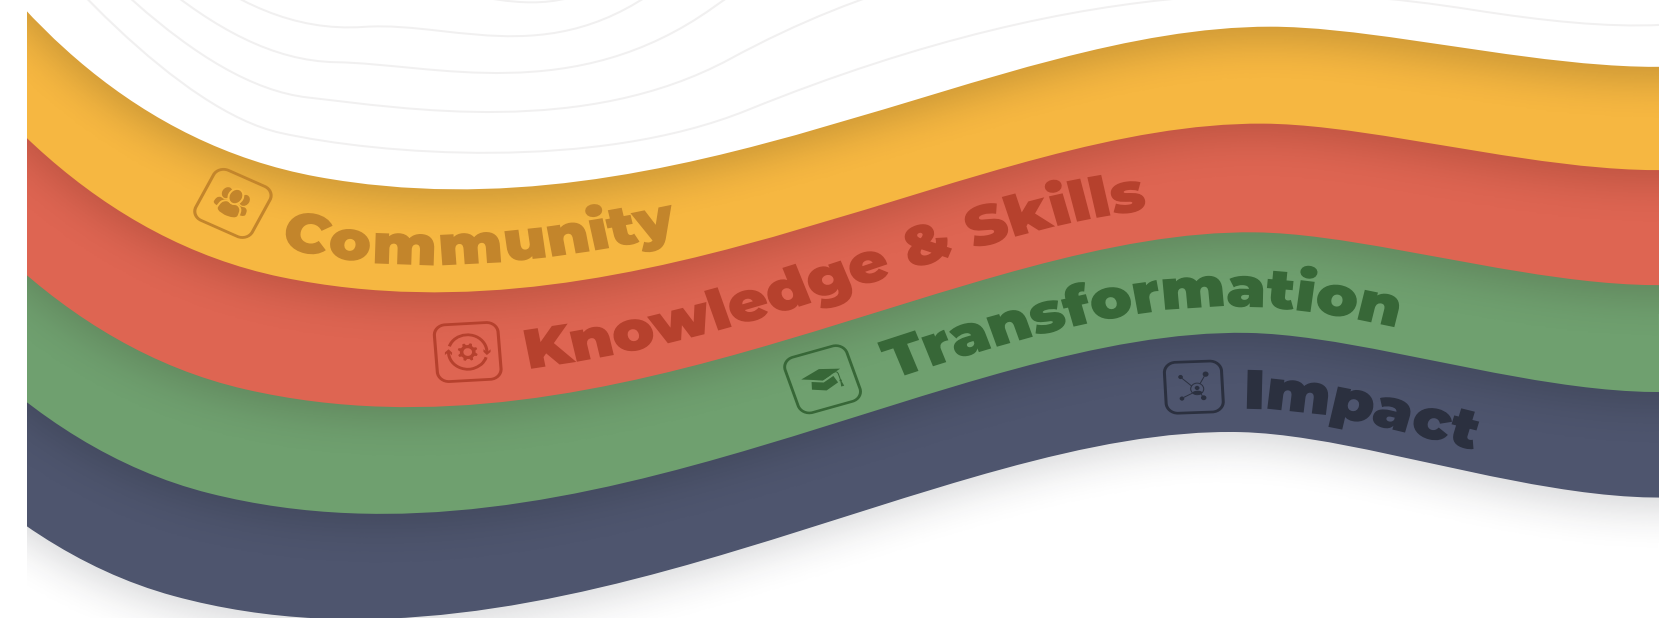 Community
Knowledge & Skills
Transformation
Impact